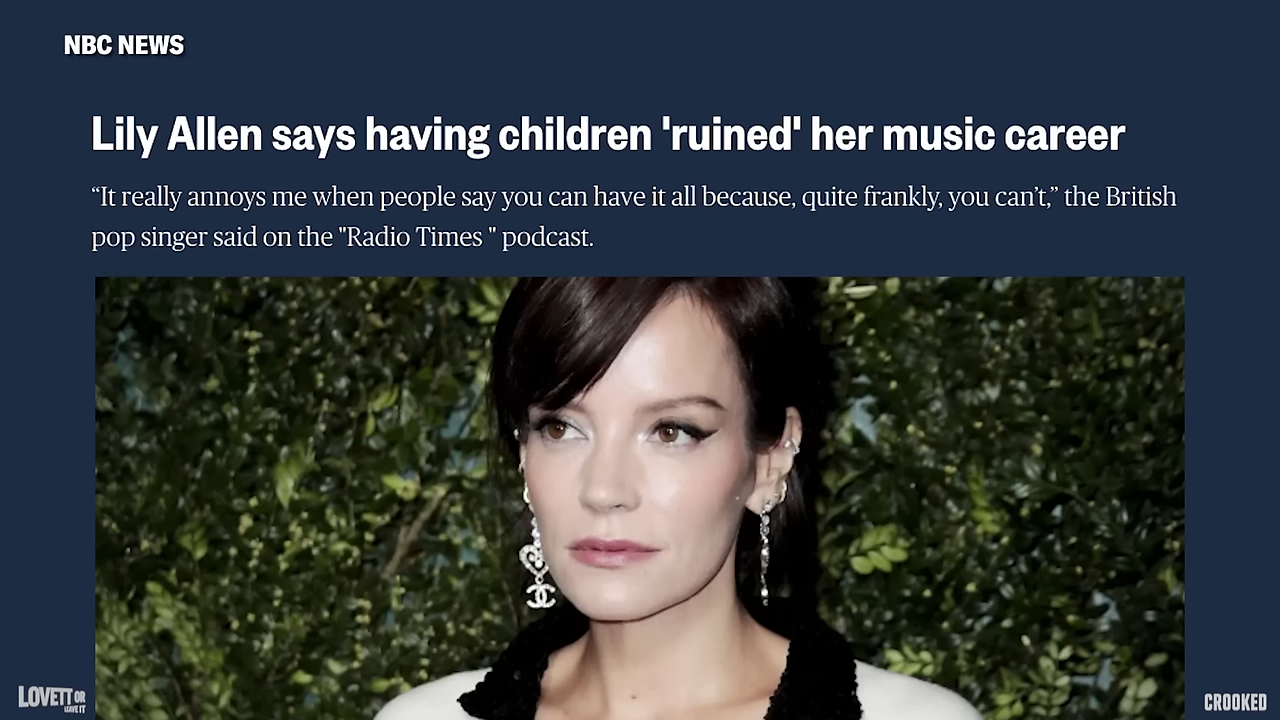 NBC NEWS
Lily Allen says having children 'ruined' her music career
“It really annoys me when people say you can have it all because, quite frankly, you can’t,” the British
pop singer said on the "Radio Times " podcast.
LOVETT OR
LEAVE IT
CROOKED